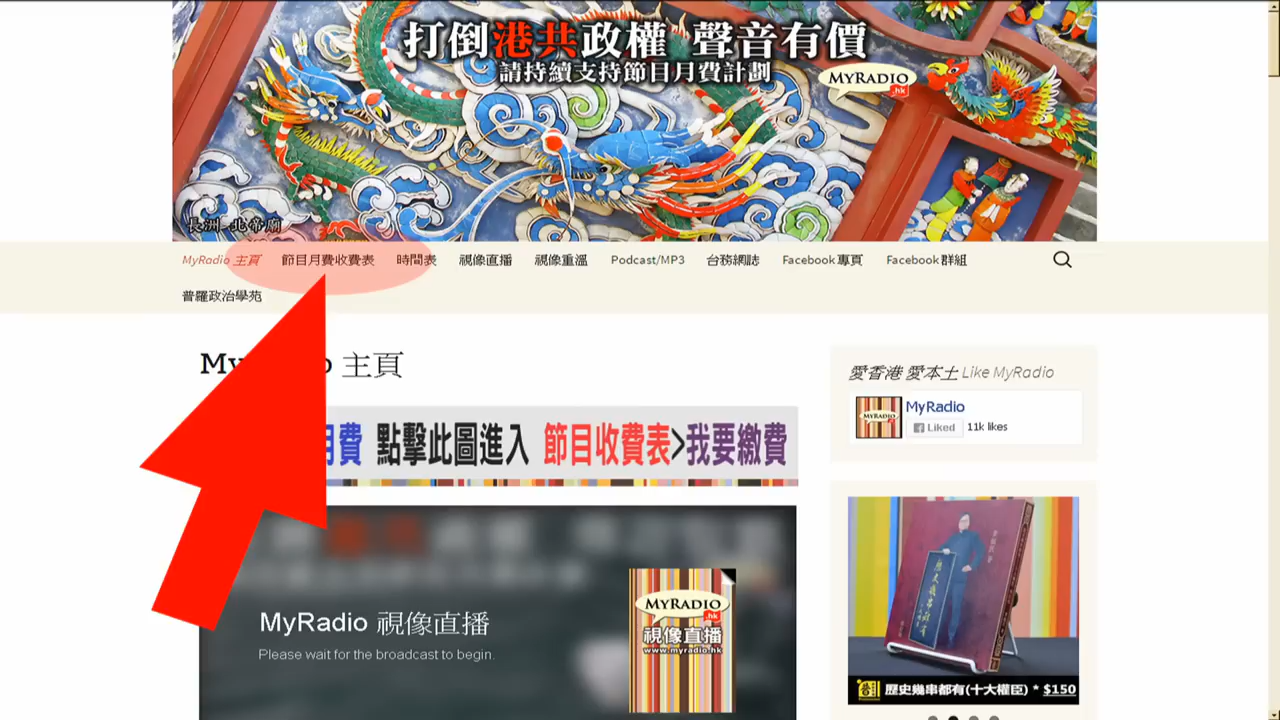 打倒港共政權 聲音有價
請持續支持節目月費計劃
MYRADIO
.hk
長洲-北帝廟
MyRadio 主頁 節目月費收費表 時間表 視像直播 視像重溫 Podcast/MP3 台務網誌 Facebook專頁 Facebook群組
普羅政治學苑
My 主頁
月費 點擊此圖進入 節目收費表>我要繳費
愛香港 愛本土 Like MyRadio
MYRADIO
MyRadio
Liked 11k likes
MyRadio 視像直播
Please wait for the broadcast to begin.
MYRADIO
.hk
視像直播
www.myradio.hk
歷史幾串都有(十大權臣) * $150